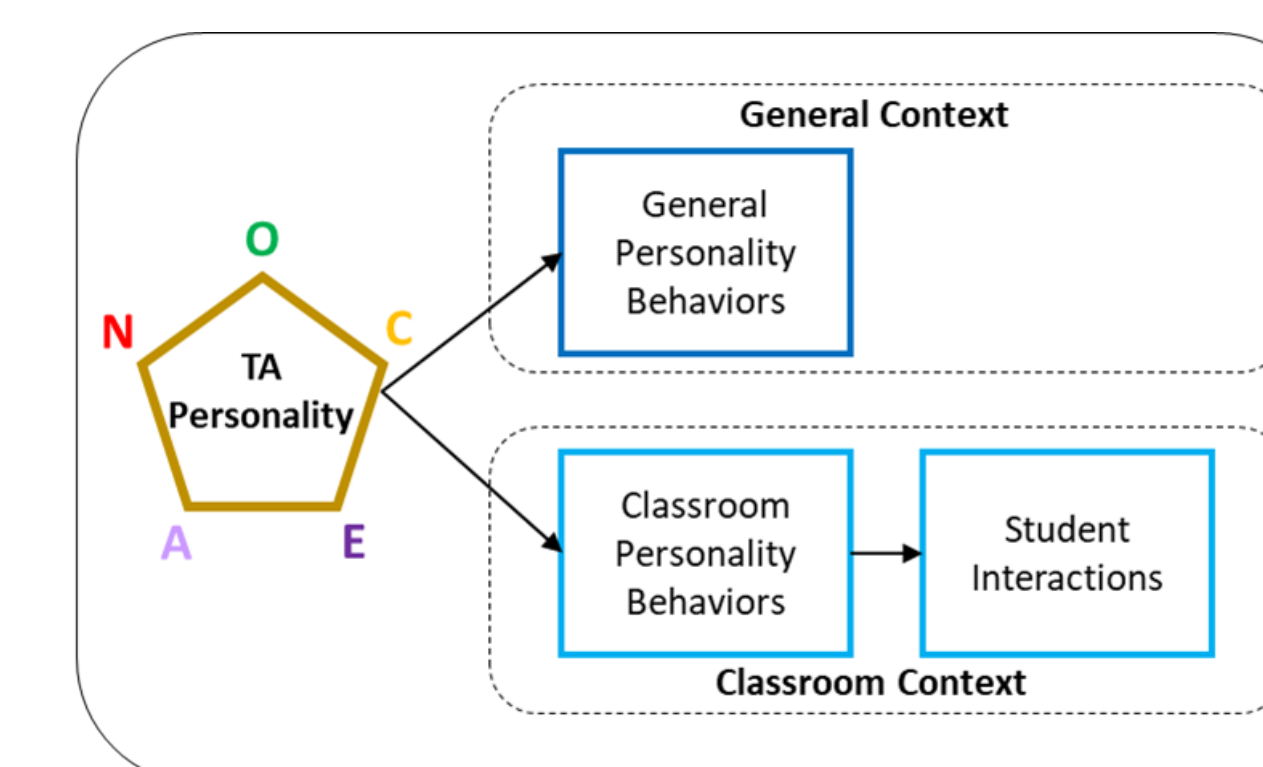 General Context
General
Personality
Behaviors
O
N
C
TA
Personality
A
E
Classroom
Personality
Behaviors
Student
Interactions
Classroom Context